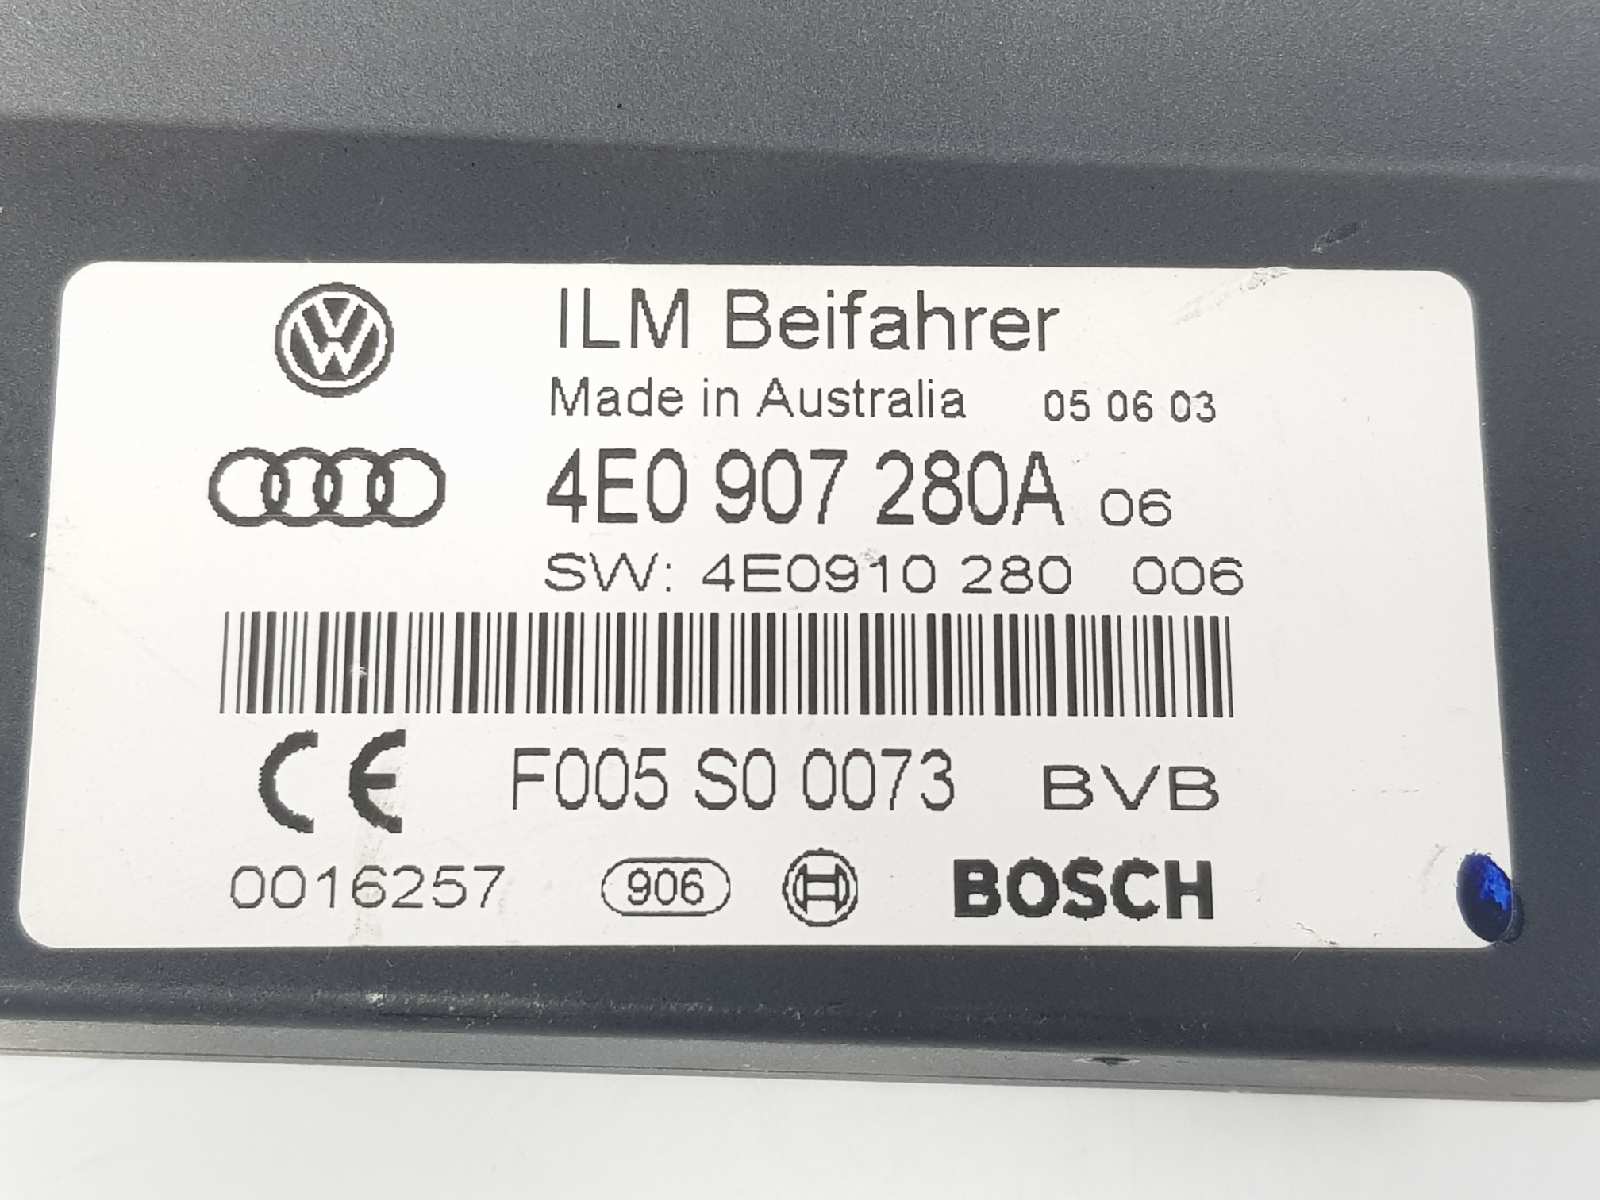 ILM Beifahrer
Made in Australia 05 06 03
4E0 907 280A 06
SW: 4E0910 280 006
CE F005 S0 0073 BVB
0016257 906 BOSCH